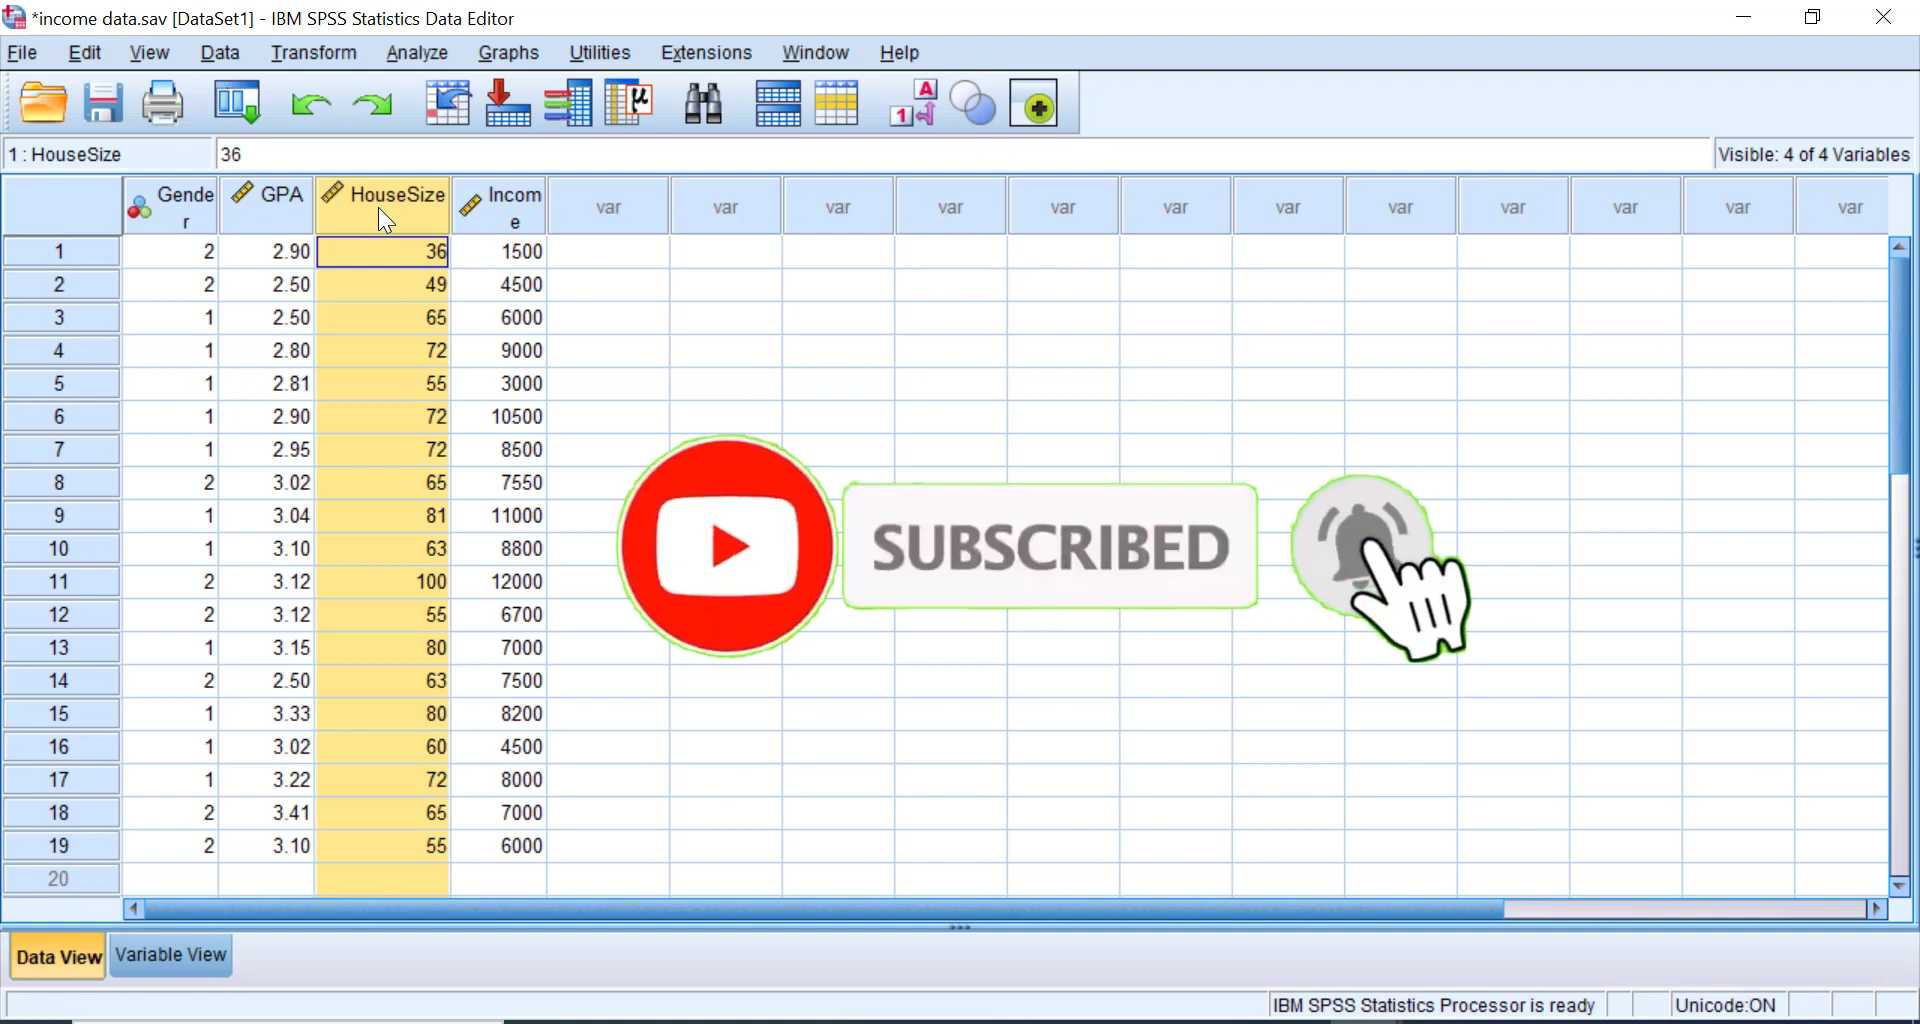 *income data.sav [DataSet1] - IBM SPSS Statistics Data Editor
File Edit View Data Transform Analyze Graphs Utilities Extensions Window Help
μ A 1
1 : HouseSize 36 Visible: 4 of 4 Variables
Gende r GPA HouseSize Incom e var var var var var var var var var var var var
1 2 2.90 36 1500
2 2 2.50 49 4500
3 1 2.50 65 6000
4 1 2.80 72 9000
5 1 2.81 55 3000
6 1 2.90 72 10500
7 1 2.95 72 8500
8 2 3.02 65 7550
9 1 3.04 81 11000
10 1 3.10 63 8800
11 2 3.12 100 12000
12 2 3.12 55 6700
13 1 3.15 80 7000
14 2 2.50 63 7500
15 1 3.33 80 8200
16 1 3.02 60 4500
17 1 3.22 72 8000
18 2 3.41 65 7000
19 2 3.10 55 6000
20
SUBSCRIBED
Data View Variable View
IBM SPSS Statistics Processor is ready Unicode:ON